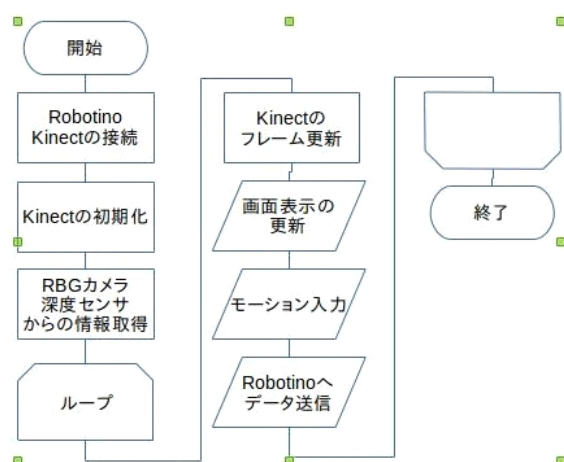 開始
Robotino
Kinectの接続
Kinectの初期化
RBGカメラ
深度センサ
からの情報取得
ループ
Kinectの
フレーム更新
画面表示の
更新
モーション入力
Robotinoへ
データ送信
終了